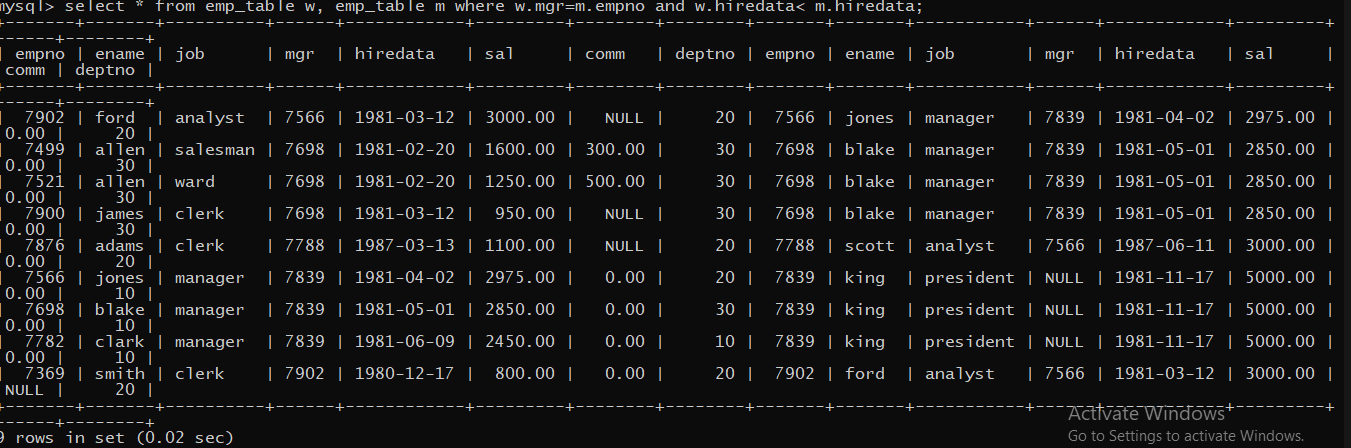 mysql> select * from emp_table w, emp_table m where w.mgr=m.empno and w.hiredata< m.hiredata;
+-------+-------+----------+------+------------+---------+--------+--------+-------+-------+-----------+------+------------+---------+
------+--------+
| empno | ename | job      | mgr  | hiredata   | sal     | comm   | deptno | empno | ename | job       | mgr  | hiredata   | sal     |
comm | deptno |
+-------+-------+----------+------+------------+---------+--------+--------+-------+-------+-----------+------+------------+---------+
------+--------+
|  7902 | ford  | analyst  | 7566 | 1981-03-12 | 3000.00 |   NULL |     20 |  7566 | jones | manager   | 7839 | 1981-04-02 | 2975.00 |
0.00 |     20 |
|  7499 | allen | salesman | 7698 | 1981-02-20 | 1600.00 | 300.00 |     30 |  7698 | blake | manager   | 7839 | 1981-05-01 | 2850.00 |
0.00 |     30 |
|  7521 | allen | ward     | 7698 | 1981-02-20 | 1250.00 | 500.00 |     30 |  7698 | blake | manager   | 7839 | 1981-05-01 | 2850.00 |
0.00 |     30 |
|  7900 | james | clerk    | 7698 | 1981-03-12 |  950.00 |   NULL |     30 |  7698 | blake | manager   | 7839 | 1981-05-01 | 2850.00 |
0.00 |     30 |
|  7876 | adams | clerk    | 7788 | 1987-03-13 | 1100.00 |   NULL |     20 |  7788 | scott | analyst   | 7566 | 1987-06-11 | 3000.00 |
0.00 |     20 |
|  7566 | jones | manager  | 7839 | 1981-04-02 | 2975.00 |   0.00 |     20 |  7839 | king  | president | NULL | 1981-11-17 | 5000.00 |
0.00 |     10 |
|  7698 | blake | manager  | 7839 | 1981-05-01 | 2850.00 |   0.00 |     30 |  7839 | king  | president | NULL | 1981-11-17 | 5000.00 |
0.00 |     10 |
|  7782 | clark | manager  | 7839 | 1981-06-09 | 2450.00 |   0.00 |     10 |  7839 | king  | president | NULL | 1981-11-17 | 5000.00 |
0.00 |     10 |
|  7369 | smith | clerk    | 7902 | 1980-12-17 |  800.00 |   0.00 |     20 |  7902 | ford  | analyst   | 7566 | 1981-03-12 | 3000.00 |
NULL |     20 |
+-------+-------+----------+------+------------+---------+--------+--------+-------+-------+-----------+------+------------+---------+
------+--------+
9 rows in set (0.02 sec)
Activate Windows
Go to Settings to activate Windows.